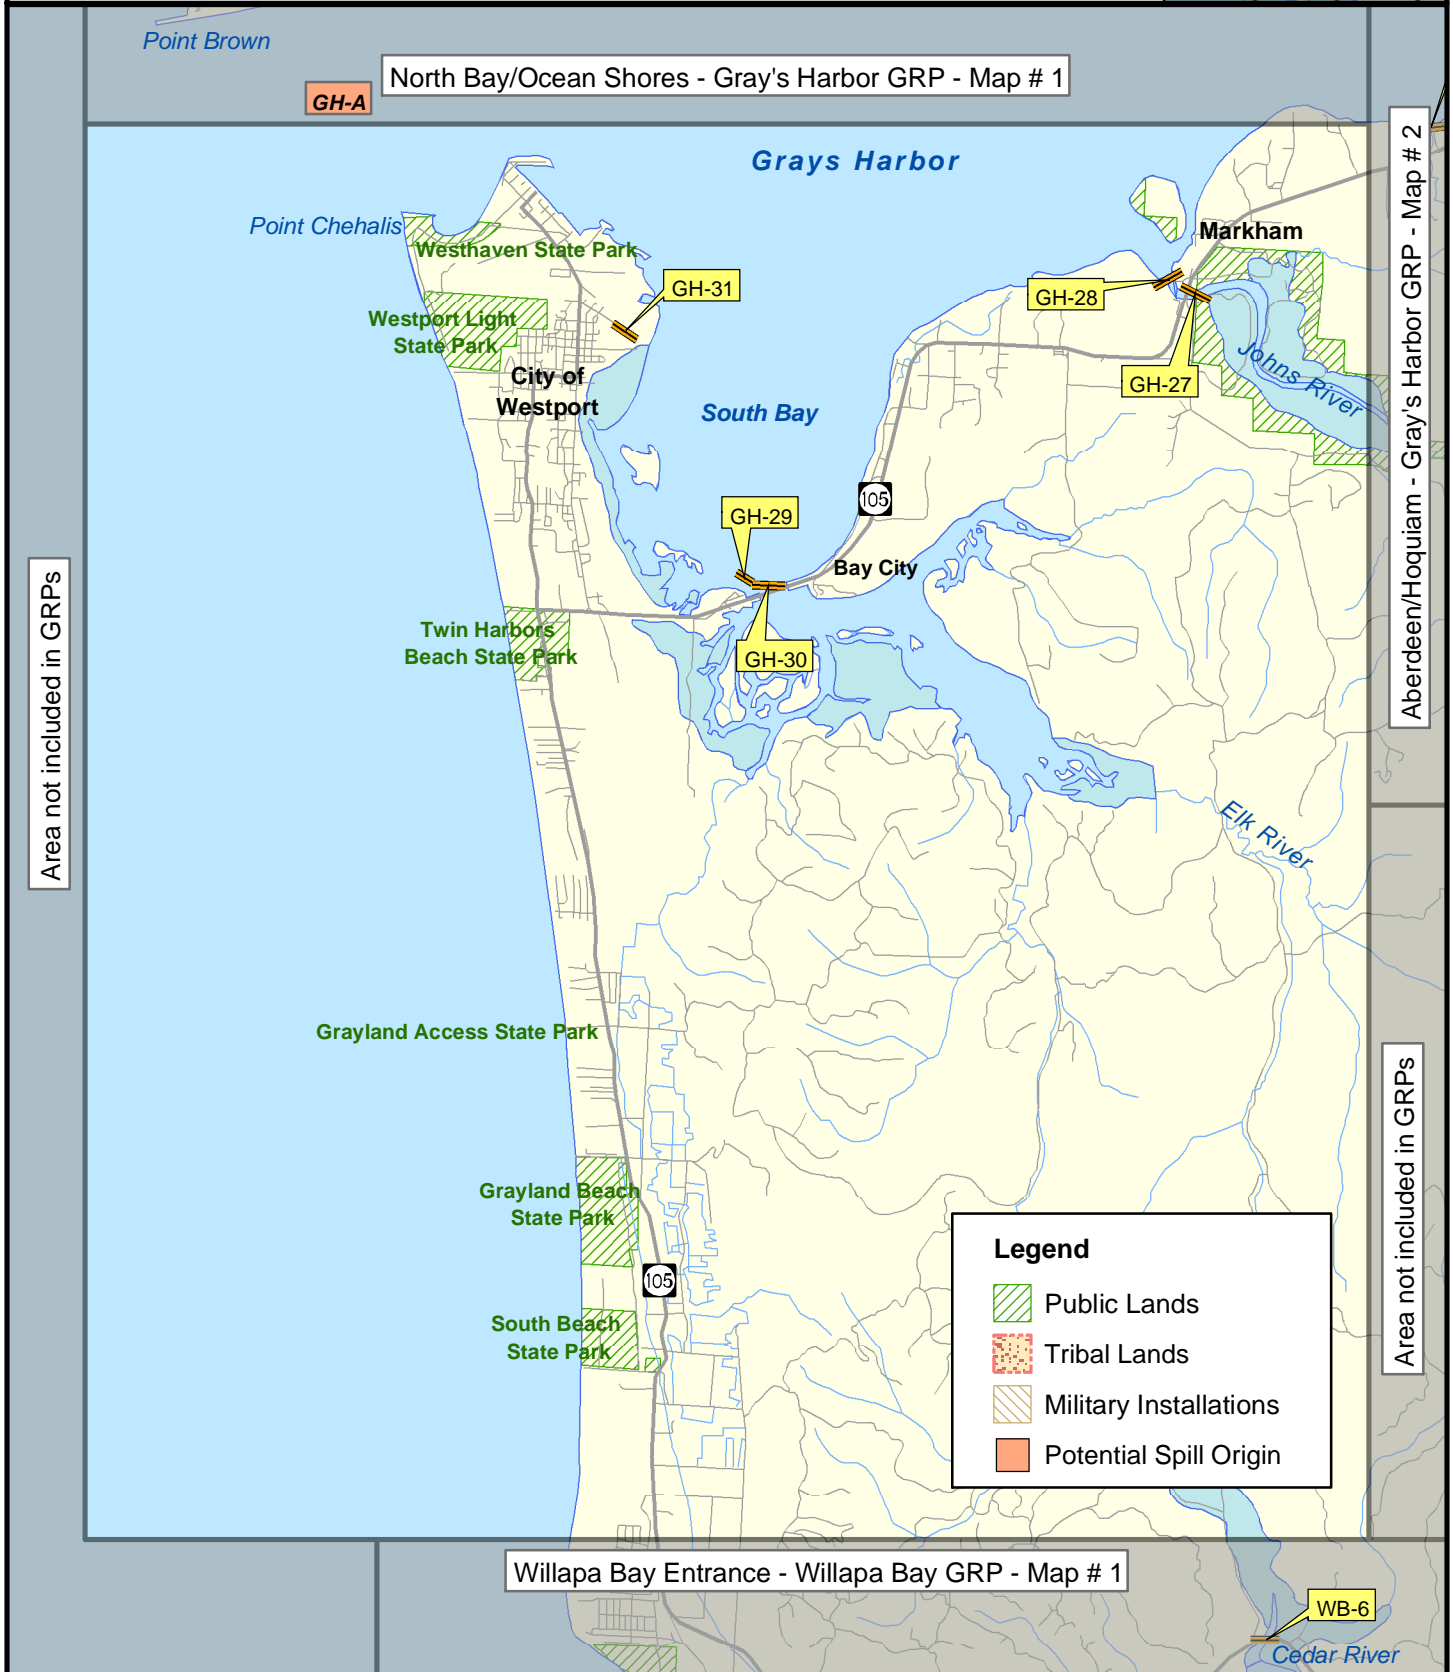 Point Brown
North Bay/Ocean Shores - Gray's Harbor GRP - Map # 1
GH-A
Grays Harbor
Point Chehalis
Westhaven State Park
Markham
GH-31
GH-28
Westport Light
State Park
City of
Westport
GH-27
Johns River
South Bay
Aberdeen/Hoquiam - Gray's Harbor GRP - Map # 2
105
GH-29
Bay City
Area not included in GRPs
Twin Harbors
Beach State Park
GH-30
Elk River
Grayland Access State Park
Area not included in GRPs
Grayland Beach
State Park
105
South Beach
State Park
Legend
Public Lands
Tribal Lands
Military Installations
Potential Spill Origin
Willapa Bay Entrance - Willapa Bay GRP - Map # 1
WB-6
Cedar River